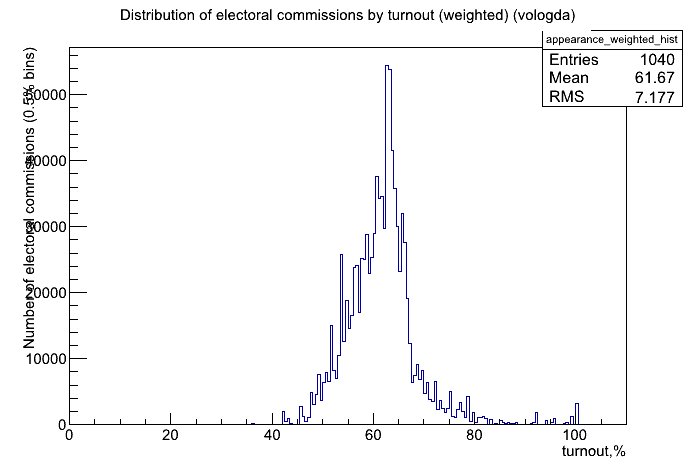 Distribution of electoral commissions by turnout (weighted) (vologda)
appearance_weighted_hist
Entries 1040
Mean 61.67
RMS 7.177
Number of electoral commissions (0.5% bins)
50000
40000
30000
20000
10000
0
0 20 40 60 80 100
turnout,%